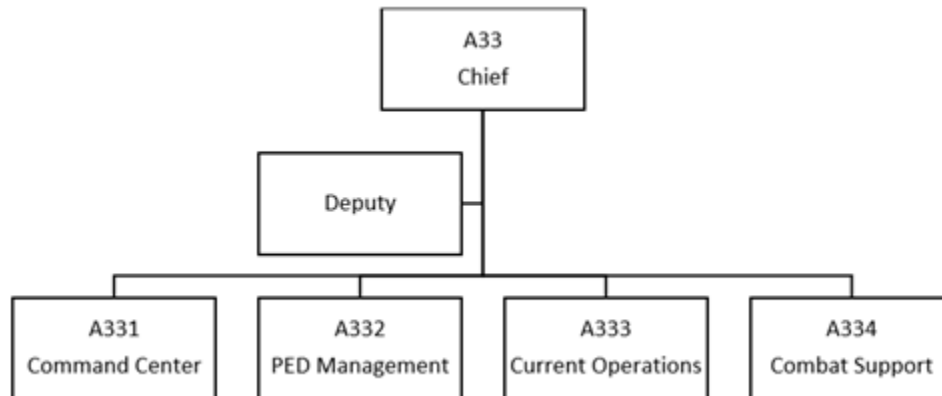 A33
Chief
Deputy
A331
Command Center
A332
PED Management
A333
Current Operations
A334
Combat Support